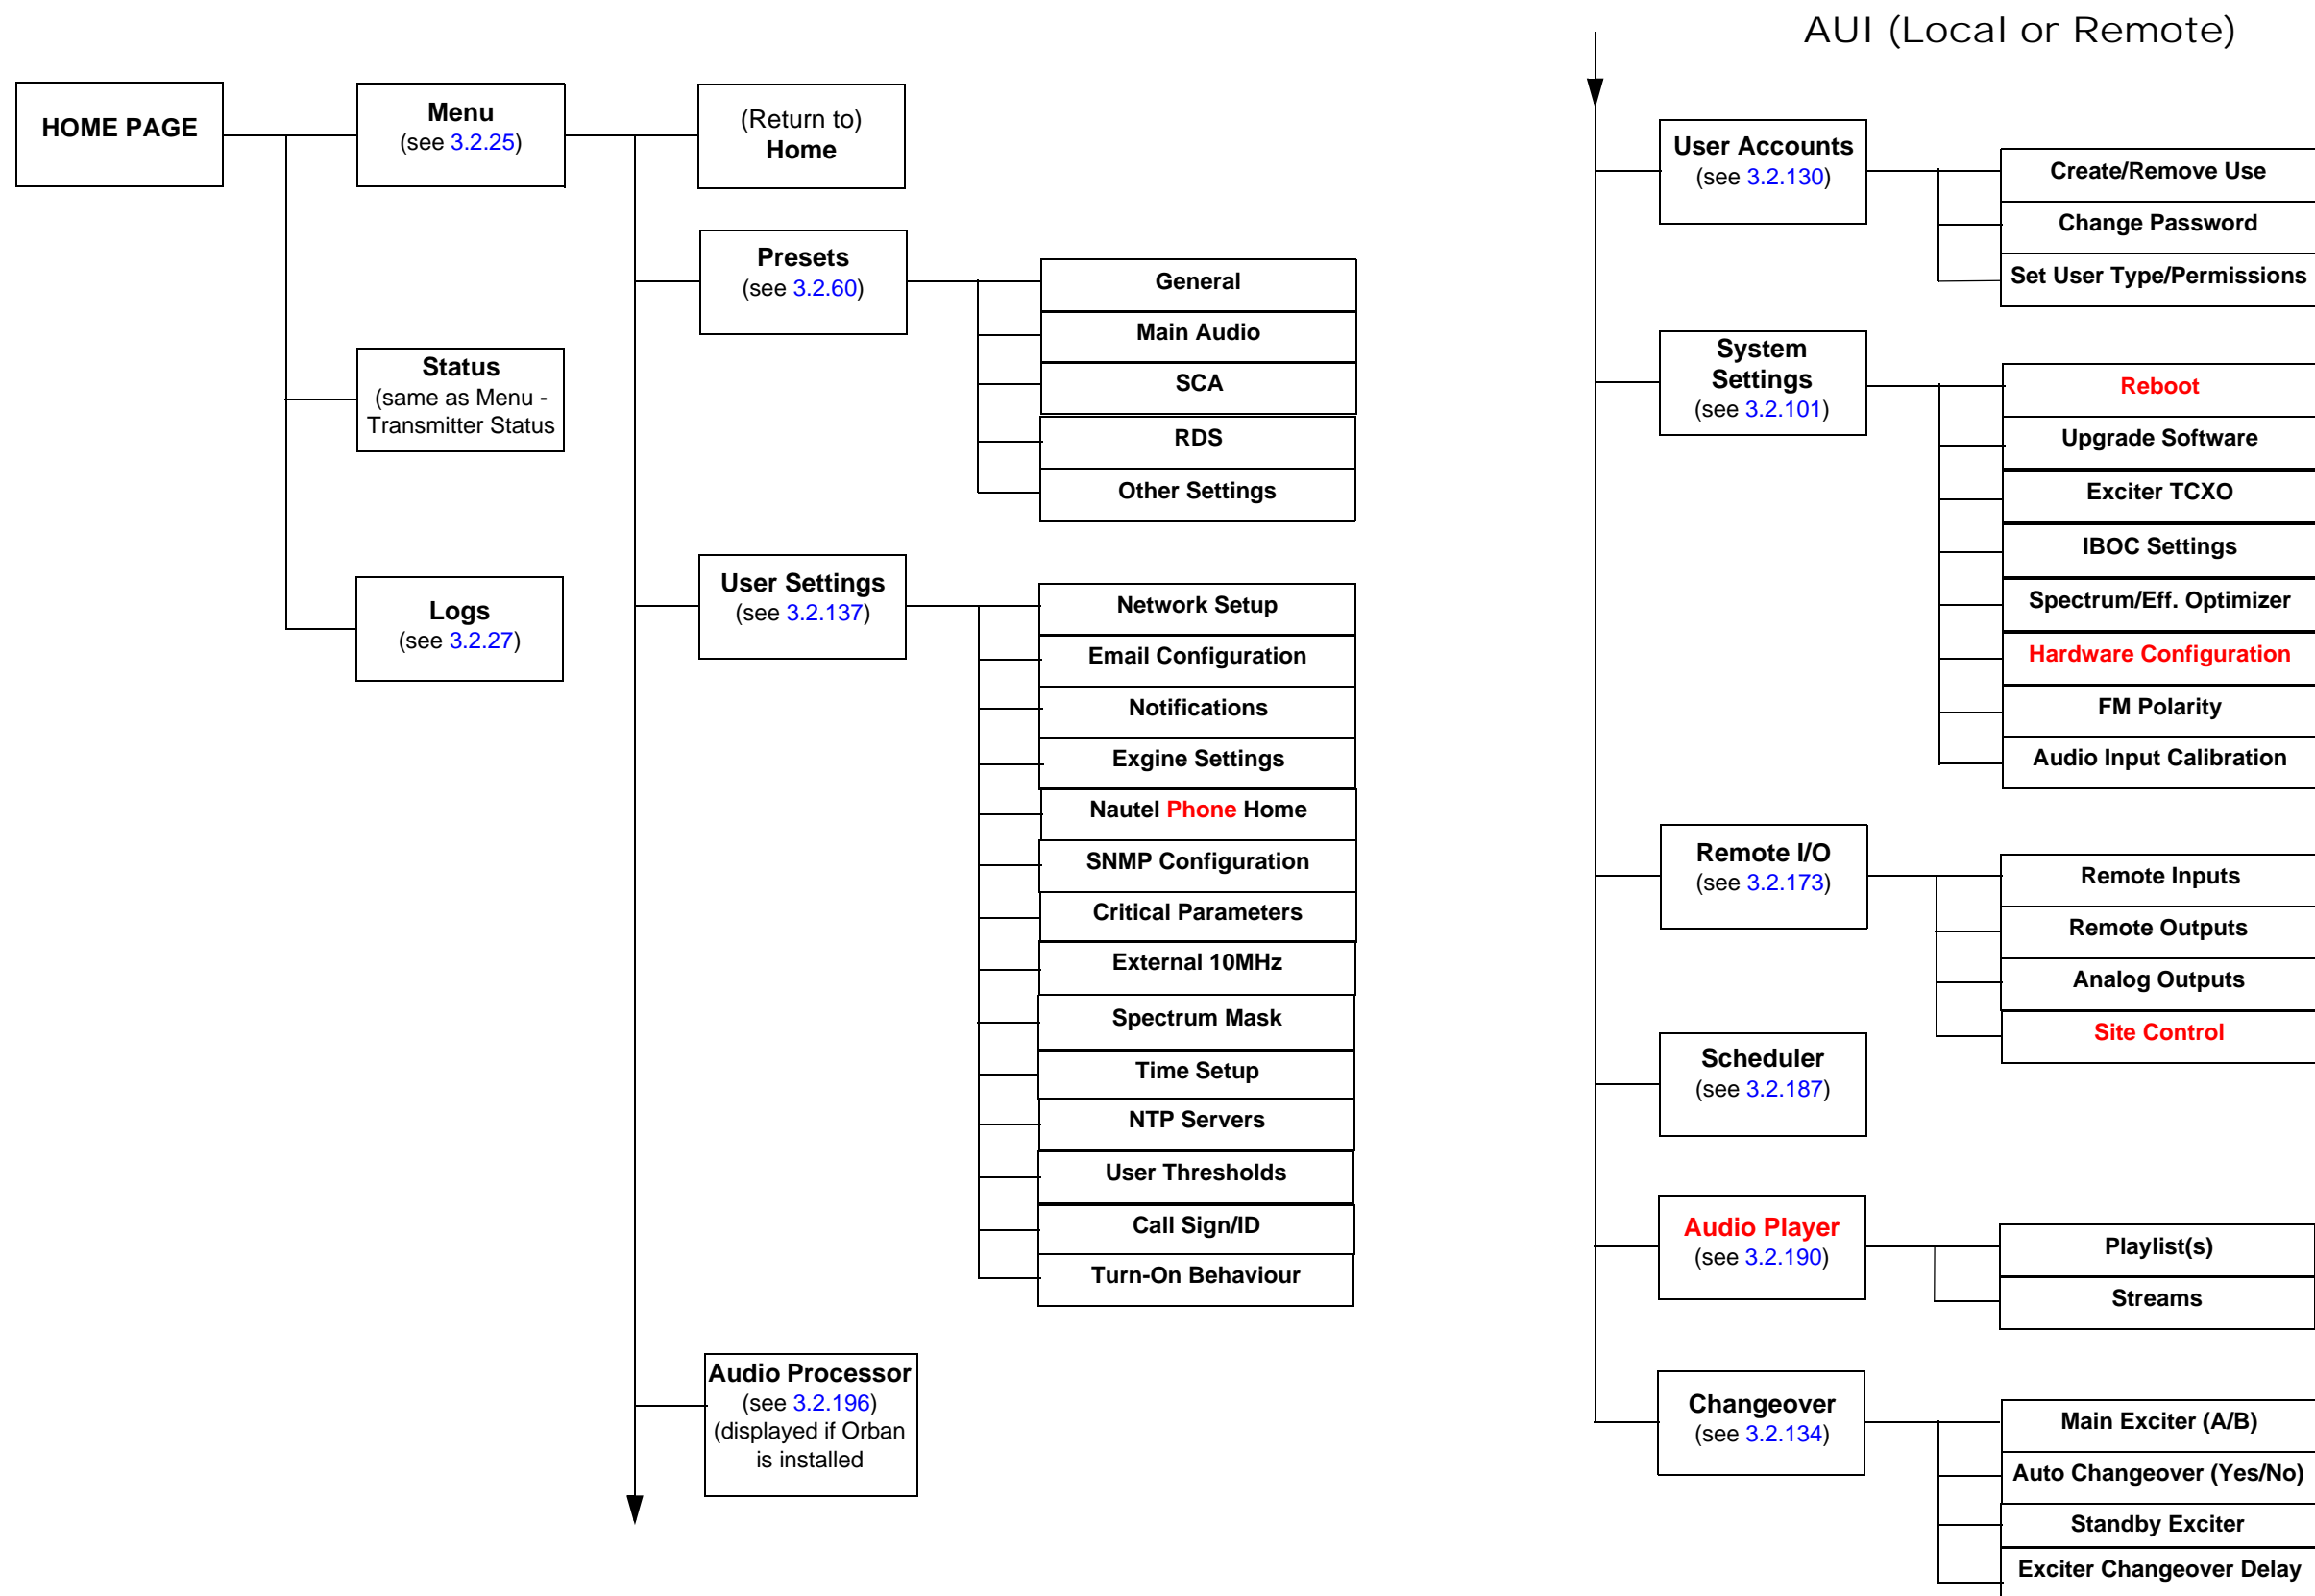 AUI (Local or Remote)
HOME PAGE
Menu
(see 3.2.25)
Status
(same as Menu -
Transmitter Status
Logs
(see 3.2.27)
(Return to)
Home
Presets
(see 3.2.60)
General
Main Audio
SCA
RDS
Other Settings
User Settings
(see 3.2.137)
Network Setup
Email Configuration
Notifications
Exgine Settings
Nautel Phone Home
SNMP Configuration
Critical Parameters
External 10MHz
Spectrum Mask
Time Setup
NTP Servers
User Thresholds
Call Sign/ID
Turn-On Behaviour
Audio Processor
(see 3.2.196)
(displayed if Orban
is installed
User Accounts
(see 3.2.130)
Create/Remove Use
Change Password
Set User Type/Permissions
System
Settings
(see 3.2.101)
Reboot
Upgrade Software
Exciter TCXO
IBOC Settings
Spectrum/Eff. Optimizer
Hardware Configuration
FM Polarity
Audio Input Calibration
Remote I/O
(see 3.2.173)
Remote Inputs
Remote Outputs
Analog Outputs
Site Control
Scheduler
(see 3.2.187)
Audio Player
(see 3.2.190)
Playlist(s)
Streams
Changeover
(see 3.2.134)
Main Exciter (A/B)
Auto Changeover (Yes/No)
Standby Exciter
Exciter Changeover Delay